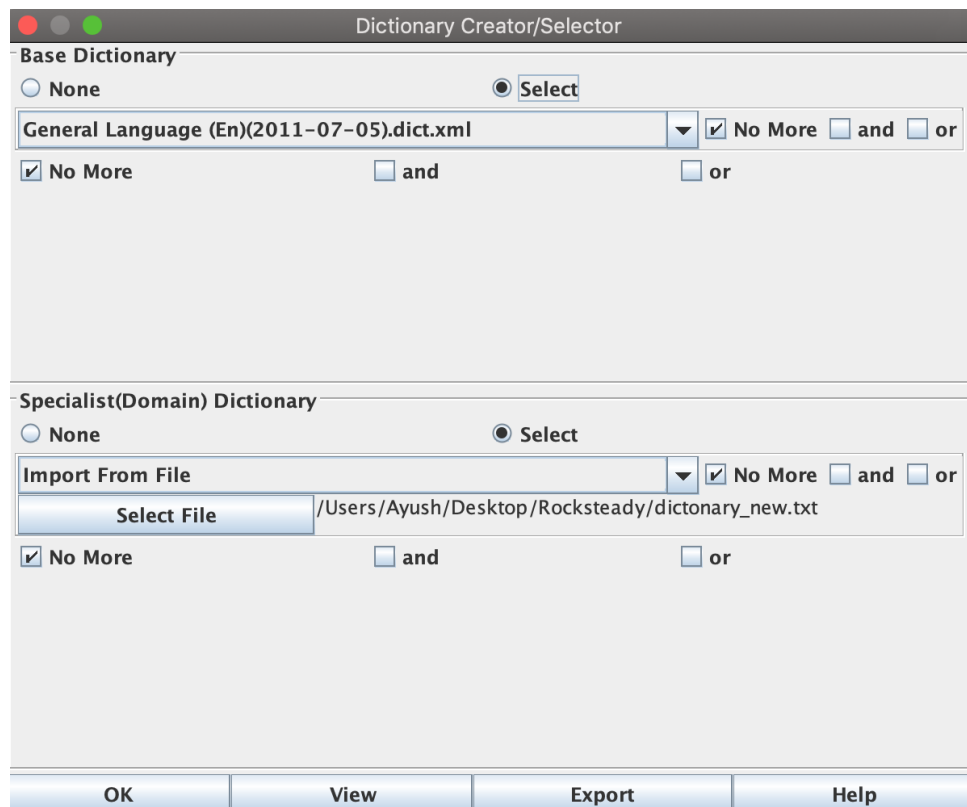 Dictionary Creator/Selector
Base Dictionary
None Select
General Language (En)(2011-07-05).dict.xml No More and or
No More and or
Specialist(Domain) Dictionary
None Select
Import From File No More and or
Select File /Users/Ayush/Desktop/Rocksteady/dictonary_new.txt
No More and or
OK View Export Help